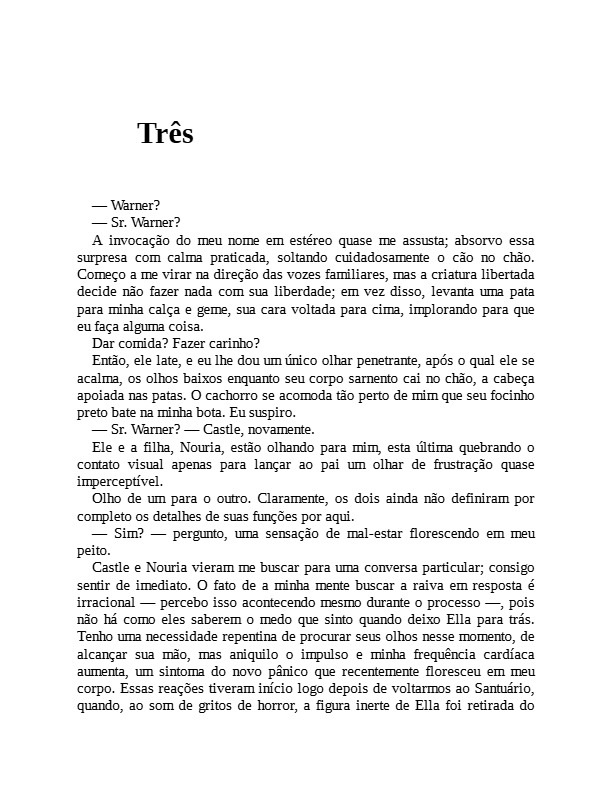 Três
— Warner?
— Sr. Warner?
A invocação do meu nome em estéreo quase me assusta; absorvo essa
surpresa com calma praticada, soltando cuidadosamente o cão no chão.
Começo a me virar na direção das vozes familiares, mas a criatura libertada
decide não fazer nada com sua liberdade; em vez disso, levanta uma pata
para minha calça e geme, sua cara voltada para cima, implorando para que
eu faça alguma coisa.
Dar comida? Fazer carinho?
Então, ele late, e eu lhe dou um único olhar penetrante, após o qual ele se
acalma, os olhos baixos enquanto seu corpo sarnento cai no chão, a cabeça
apoiada nas patas. O cachorro se acomoda tão perto de mim que seu focinho
preto bate na minha bota. Eu suspiro.
— Sr. Warner? — Castle, novamente.
Ele e a filha, Nouria, estão olhando para mim, esta última quebrando o
contato visual apenas para lançar ao pai um olhar de frustração quase
imperceptível.
Olho de um para o outro. Claramente, os dois ainda não definiram por
completo os detalhes de suas funções por aqui.
— Sim? — pergunto, uma sensação de mal-estar florescendo em meu
peito.
Castle e Nouria vieram me buscar para uma conversa particular; consigo
sentir de imediato. O fato de a minha mente buscar a raiva em resposta é
irracional — percebo isso acontecendo mesmo durante o processo —, pois
não há como eles saberem o medo que sinto quando deixo Ella para trás.
Tenho uma necessidade repentina de procurar seus olhos nesse momento, de
alcançar sua mão, mas aniquilo o impulso e minha frequência cardíaca
aumenta, um sintoma do novo pânico que recentemente floresceu em meu
corpo. Essas reações tiveram início logo depois de voltarmos ao Santuário,
quando, ao som de gritos de horror, a figura inerte de Ella foi retirada do